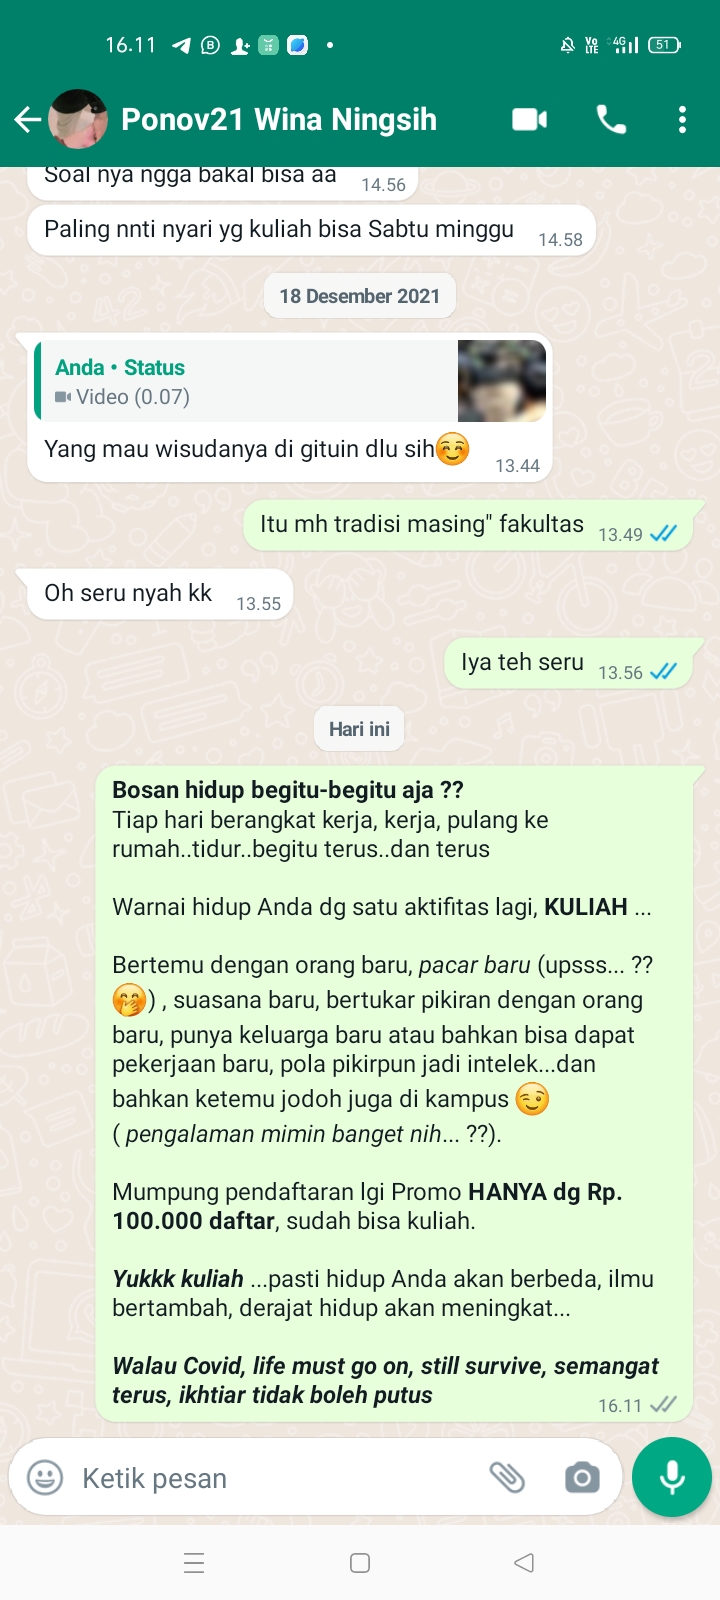 16.11
Vo LTE 4G 51
Ponov21 Wina Ningsih
Soal nya ngga bakal bisa aa 14.56
Paling nnti nyari yg kuliah bisa Sabtu minggu 14.58
18 Desember 2021
Anda • Status
Video (0.07)
Yang mau wisudanya di gituin dlu sih☺️ 13.44
Itu mh tradisi masing" fakultas 13.49
Oh seru nyah kk 13.55
Iya teh seru 13.56
Hari ini
Bosan hidup begitu-begitu aja ??
Tiap hari berangkat kerja, kerja, pulang ke
rumah..tidur..begitu terus..dan terus
Warnai hidup Anda dg satu aktifitas lagi, KULIAH ...
Bertemu dengan orang baru, pacar baru (upsss... ??
🤭) , suasana baru, bertukar pikiran dengan orang
baru, punya keluarga baru atau bahkan bisa dapat
pekerjaan baru, pola pikirpun jadi intelek...dan
bahkan ketemu jodoh juga di kampus 😉
( pengalaman mimin banget nih... ??).
Mumpung pendaftaran lgi Promo HANYA dg Rp.
100.000 daftar, sudah bisa kuliah.
Yukkk kuliah ...pasti hidup Anda akan berbeda, ilmu
bertambah, derajat hidup akan meningkat...
Walau Covid, life must go on, still survive, semangat
terus, ikhtiar tidak boleh putus 16.11
Ketik pesan